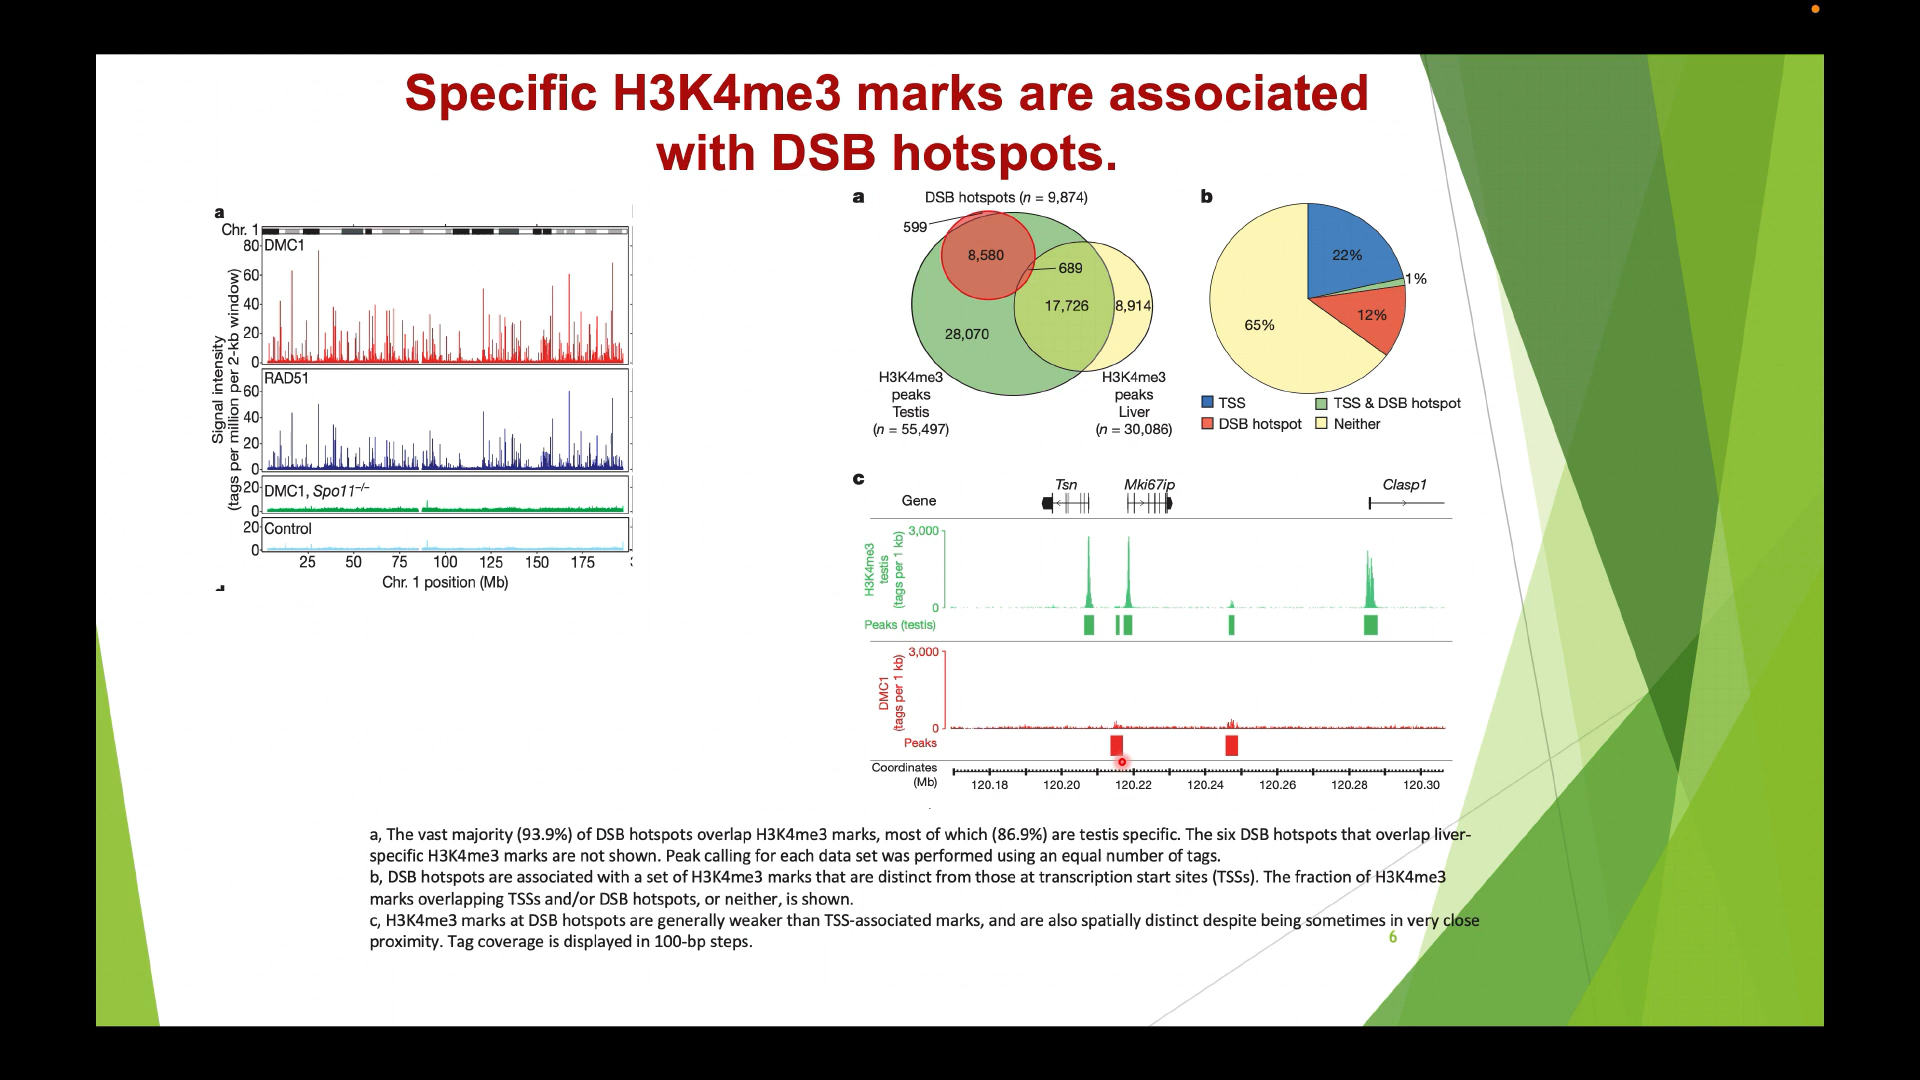 Specific H3K4me3 marks are associated
with DSB hotspots.
a
Chr. 1
Signal intensity
(tags per million per 2-kb window)
DMC1
80
60
40
20
0
RAD51
60
40
20
0
DMC1, Spo11–/–
20
0
Control
20
0
25 50 75 100 125 150 175
Chr. 1 position (Mb)
a
DSB hotspots (n = 9,874)
599
8,580
689
17,726
8,914
28,070
H3K4me3
peaks
Testis
(n = 55,497)
H3K4me3
peaks
Liver
(n = 30,086)
b
22%
1%
12%
65%
TSS
TSS & DSB hotspot
DSB hotspot
Neither
c
Gene
Tsn
Mki67ip
Clasp1
H3K4me3
testis
(tags per 1 kb)
3,000
0
Peaks (testis)
DMC1
(tags per 1 kb)
3,000
0
Peaks
Coordinates
(Mb)
120.18 120.20 120.22 120.24 120.26 120.28 120.30
a, The vast majority (93.9%) of DSB hotspots overlap H3K4me3 marks, most of which (86.9%) are testis specific. The six DSB hotspots that overlap liver-
specific H3K4me3 marks are not shown. Peak calling for each data set was performed using an equal number of tags.
b, DSB hotspots are associated with a set of H3K4me3 marks that are distinct from those at transcription start sites (TSSs). The fraction of H3K4me3
marks overlapping TSSs and/or DSB hotspots, or neither, is shown.
c, H3K4me3 marks at DSB hotspots are generally weaker than TSS-associated marks, and are also spatially distinct despite being sometimes in very close
proximity. Tag coverage is displayed in 100-bp steps.
6